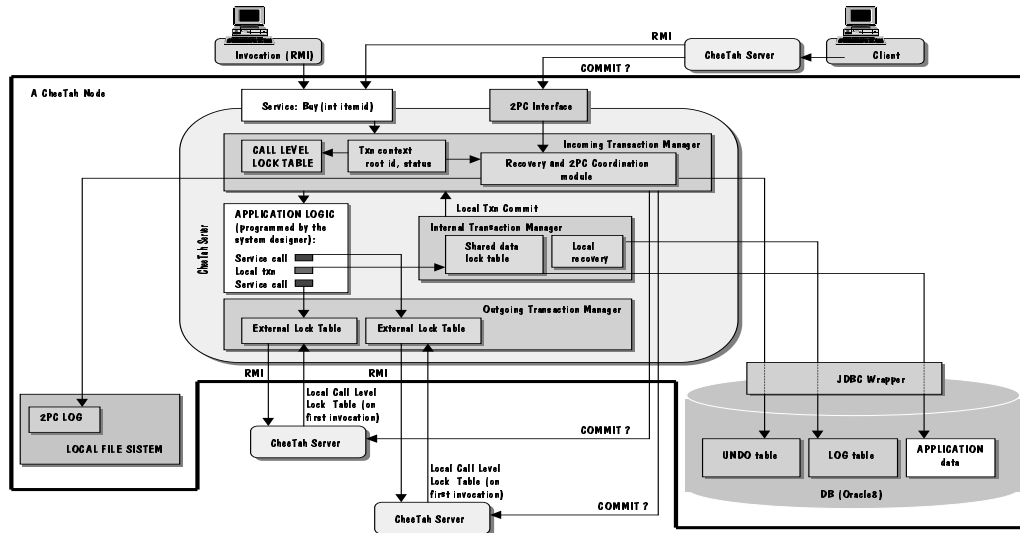 RMI
Invocation (RMI)
CheeTah Server
Client
COMMIT ?
A CheeTah Node
Service: Buy (int itemid)
2PC Interface
Incoming Transaction Manager
CALL LEVEL
LOCK TABLE
Txn context
root id, status
Recovery and 2PC Coordination
module
Local Txn Commit
APPLICATION LOGIC
(programmed by the
system designer):
Service call
Local txn
Service call
Internal Transaction Manager
Shared data
lock table
Local
recovery
CheeTah Server
Outgoing Transaction Manager
External Lock Table
External Lock Table
RMI
RMI
JDBC Wrapper
Local Call Level
Lock Table (on
first invocation)
2PC LOG
LOCAL FILE SISTEM
CheeTah Server
COMMIT ?
UNDO table
LOG table
APPLICATION
data
DB (Oracle8)
Local Call Level
Lock Table (on
first invocation)
CheeTah Server
COMMIT ?